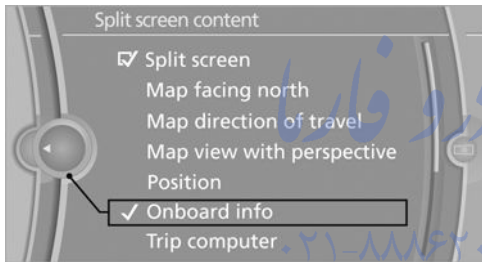 Split screen content
Split screen
Map facing north
Map direction of travel
Map view with perspective
Position
Onboard info
Trip computer